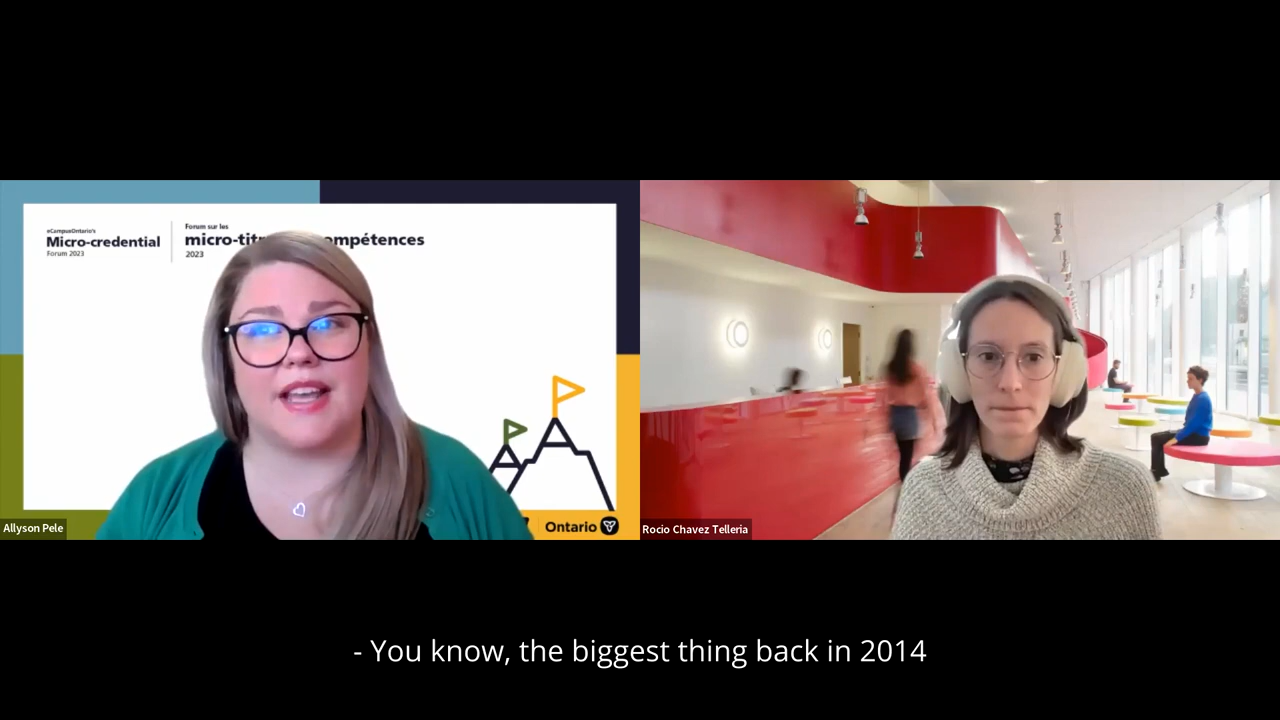 eCampusOntario's
Micro-credential
Forum 2023
Forum sur les
micro-tit ompétences
2023
Ontario
Allyson Pele
Rocio Chavez Telleria
- You know, the biggest thing back in 2014